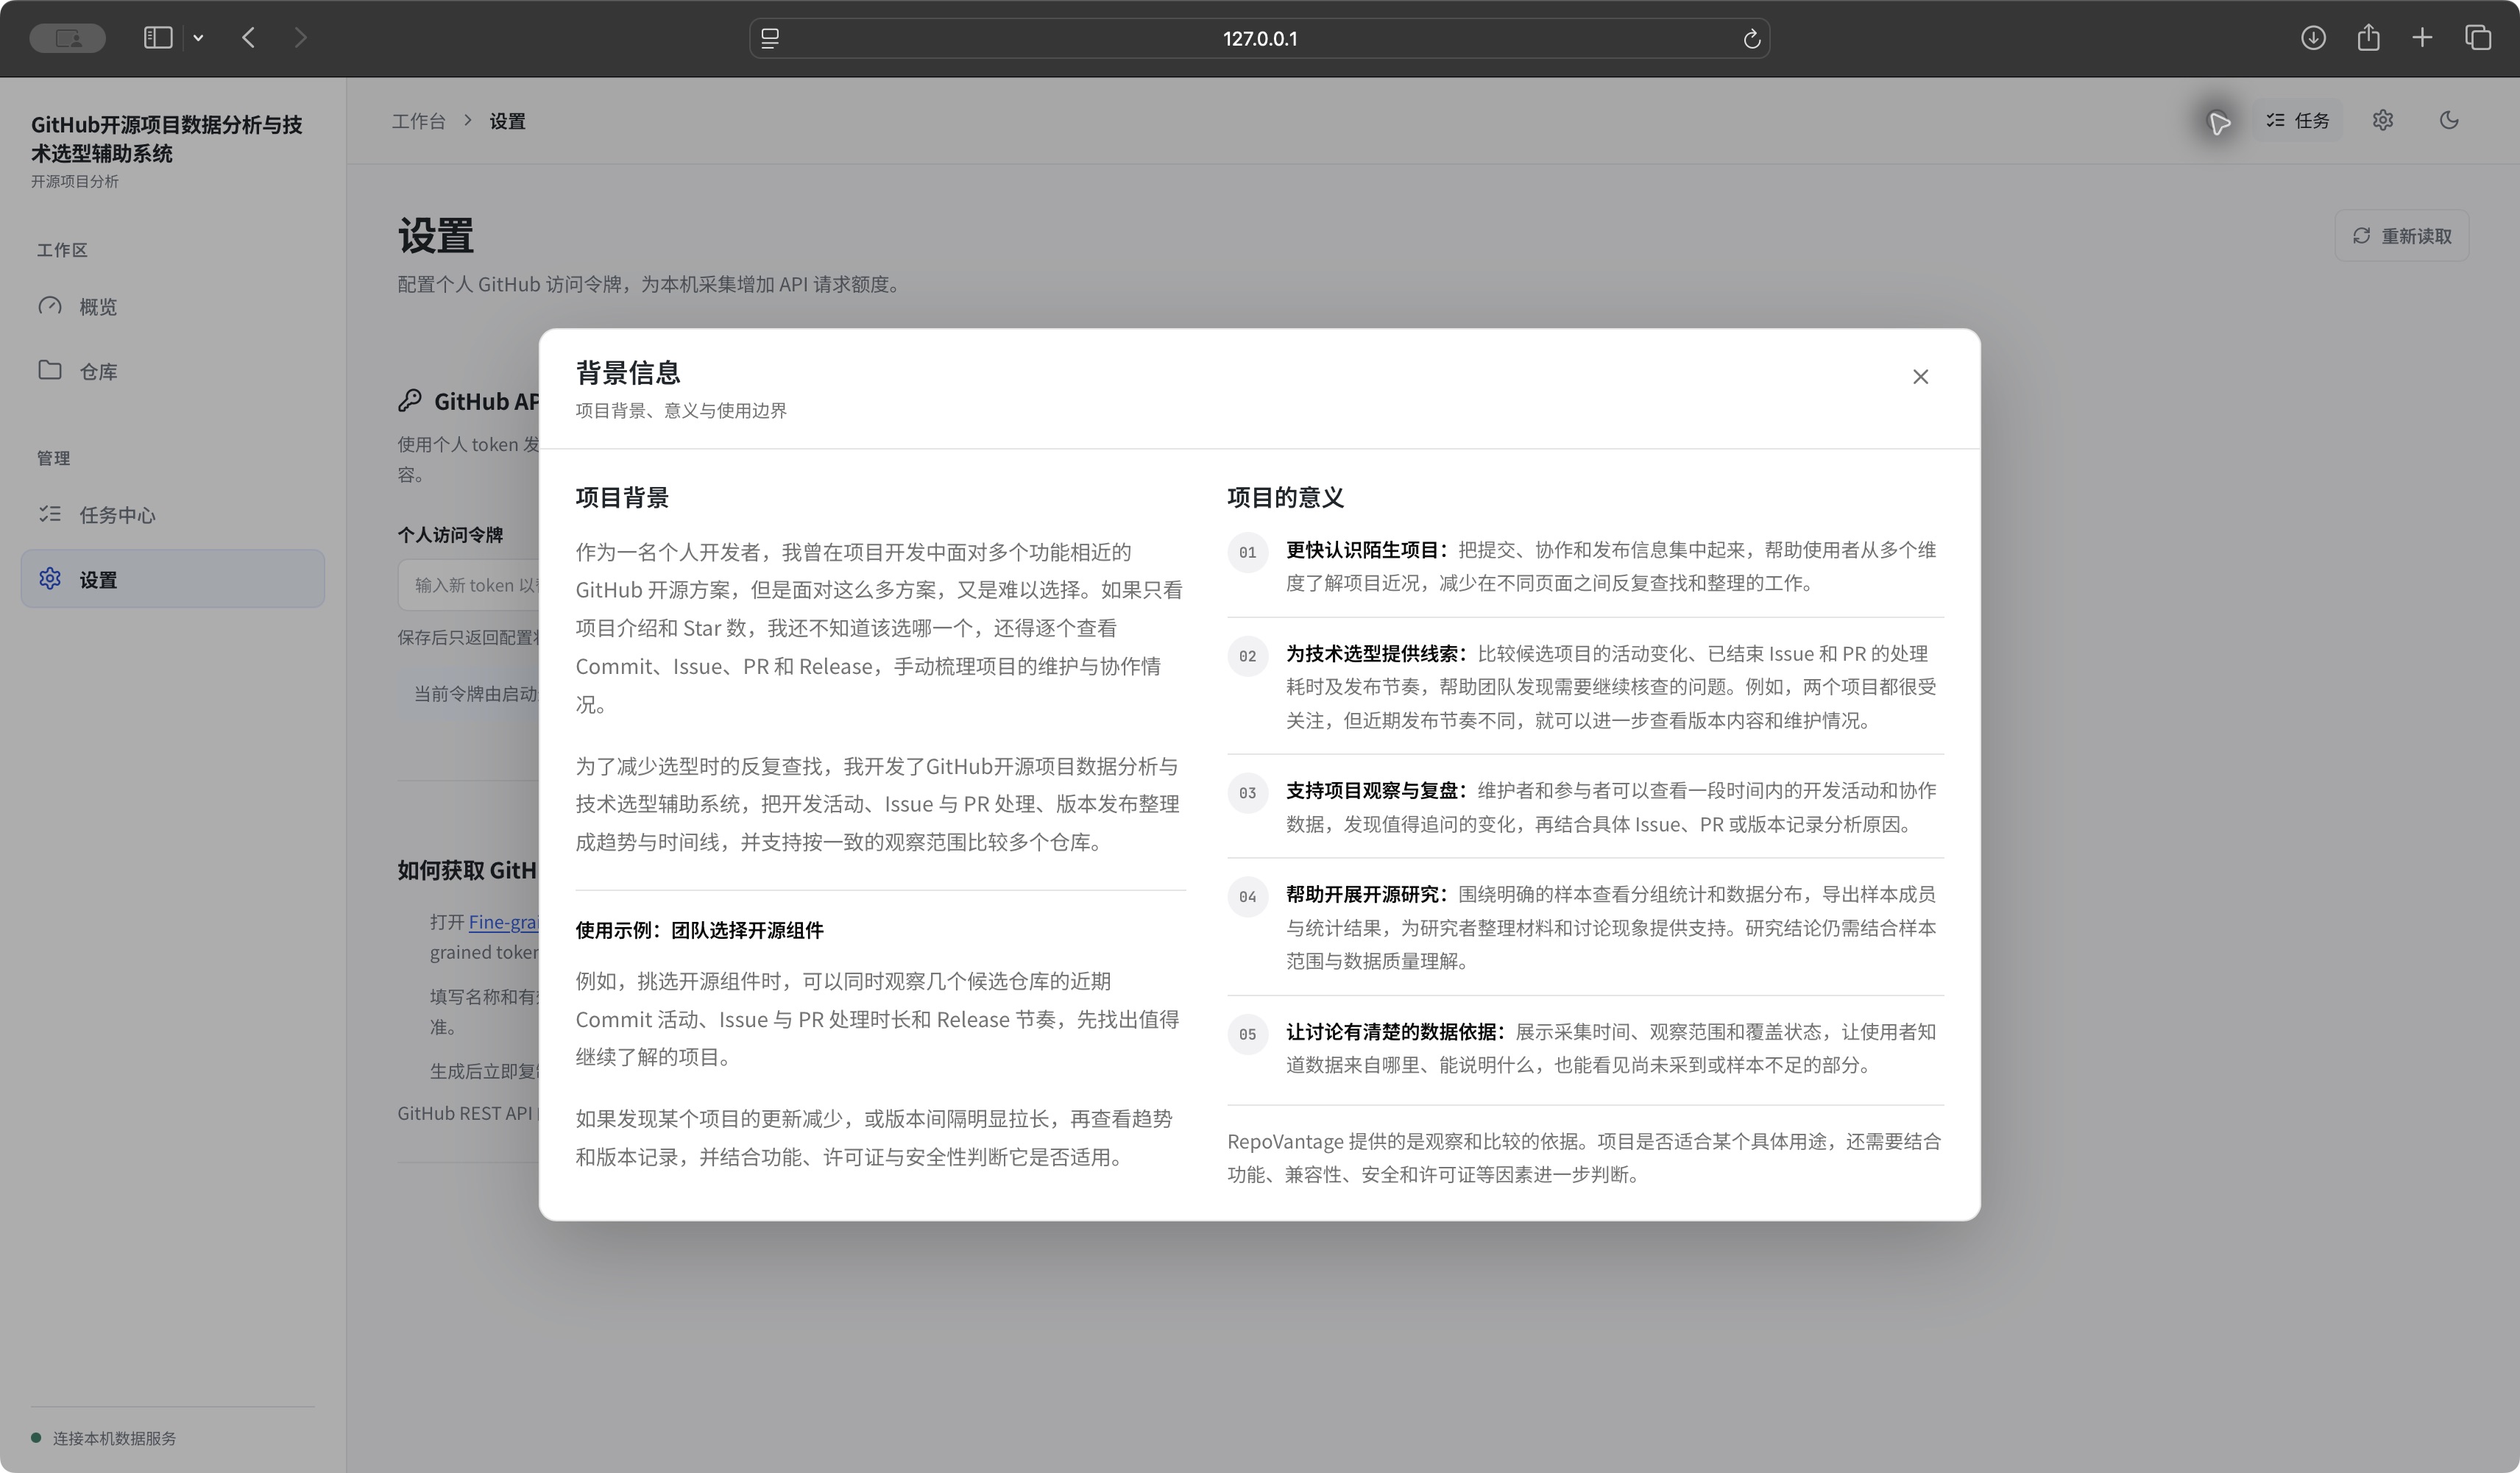 127.0.0.1
GitHub开源项目数据分析与技
术选型辅助系统
开源项目分析
工作区
概览
仓库
管理
任务中心
设置
连接本机数据服务
工作台 > 设置
任务
设置
重新读取
配置个人 GitHub 访问令牌，为本机采集增加 API 请求额度。
GitHub AP
使用个人 token 发
容。
个人访问令牌
输入新 token 以
保存后只返回配置
当前令牌由启动
如何获取 GitH
打开 Fine-grai
grained token
填写名称和有
准。
生成后立即复
GitHub REST API
背景信息
项目背景、意义与使用边界
项目背景
作为一名个人开发者，我曾在项目开发中面对多个功能相近的
GitHub 开源方案，但是面对这么多方案，又是难以选择。如果只看
项目介绍和 Star 数，我还不知道该选哪一个，还得逐个查看
Commit、Issue、PR 和 Release，手动梳理项目的维护与协作情
况。
为了减少选型时的反复查找，我开发了GitHub开源项目数据分析与
技术选型辅助系统，把开发活动、Issue 与 PR 处理、版本发布整理
成趋势与时间线，并支持按一致的观察范围比较多个仓库。
使用示例：团队选择开源组件
例如，挑选开源组件时，可以同时观察几个候选仓库的近期
Commit 活动、Issue 与 PR 处理时长和 Release 节奏，先找出值得
继续了解的项目。
如果发现某个项目的更新减少，或版本间隔明显拉长，再查看趋势
和版本记录，并结合功能、许可证与安全性判断它是否适用。
项目的意义
01 更快认识陌生项目：把提交、协作和发布信息集中起来，帮助使用者从多个维
度了解项目近况，减少在不同页面之间反复查找和整理的工作。
02 为技术选型提供线索：比较候选项目的活动变化、已结束 Issue 和 PR 的处理
耗时及发布节奏，帮助团队发现需要继续核查的问题。例如，两个项目都很受
关注，但近期发布节奏不同，就可以进一步查看版本内容和维护情况。
03 支持项目观察与复盘：维护者和参与者可以查看一段时间内的开发活动和协作
数据，发现值得追问的变化，再结合具体 Issue、PR 或版本记录分析原因。
04 帮助开展开源研究：围绕明确的样本查看分组统计和数据分布，导出样本成员
与统计结果，为研究者整理材料和讨论现象提供支持。研究结论仍需结合样本
范围与数据质量理解。
05 让讨论有清楚的数据依据：展示采集时间、观察范围和覆盖状态，让使用者知
道数据来自哪里、能说明什么，也能看见尚未采到或样本不足的部分。
RepoVantage 提供的是观察和比较的依据。项目是否适合某个具体用途，还需要结合
功能、兼容性、安全和许可证等因素进一步判断。